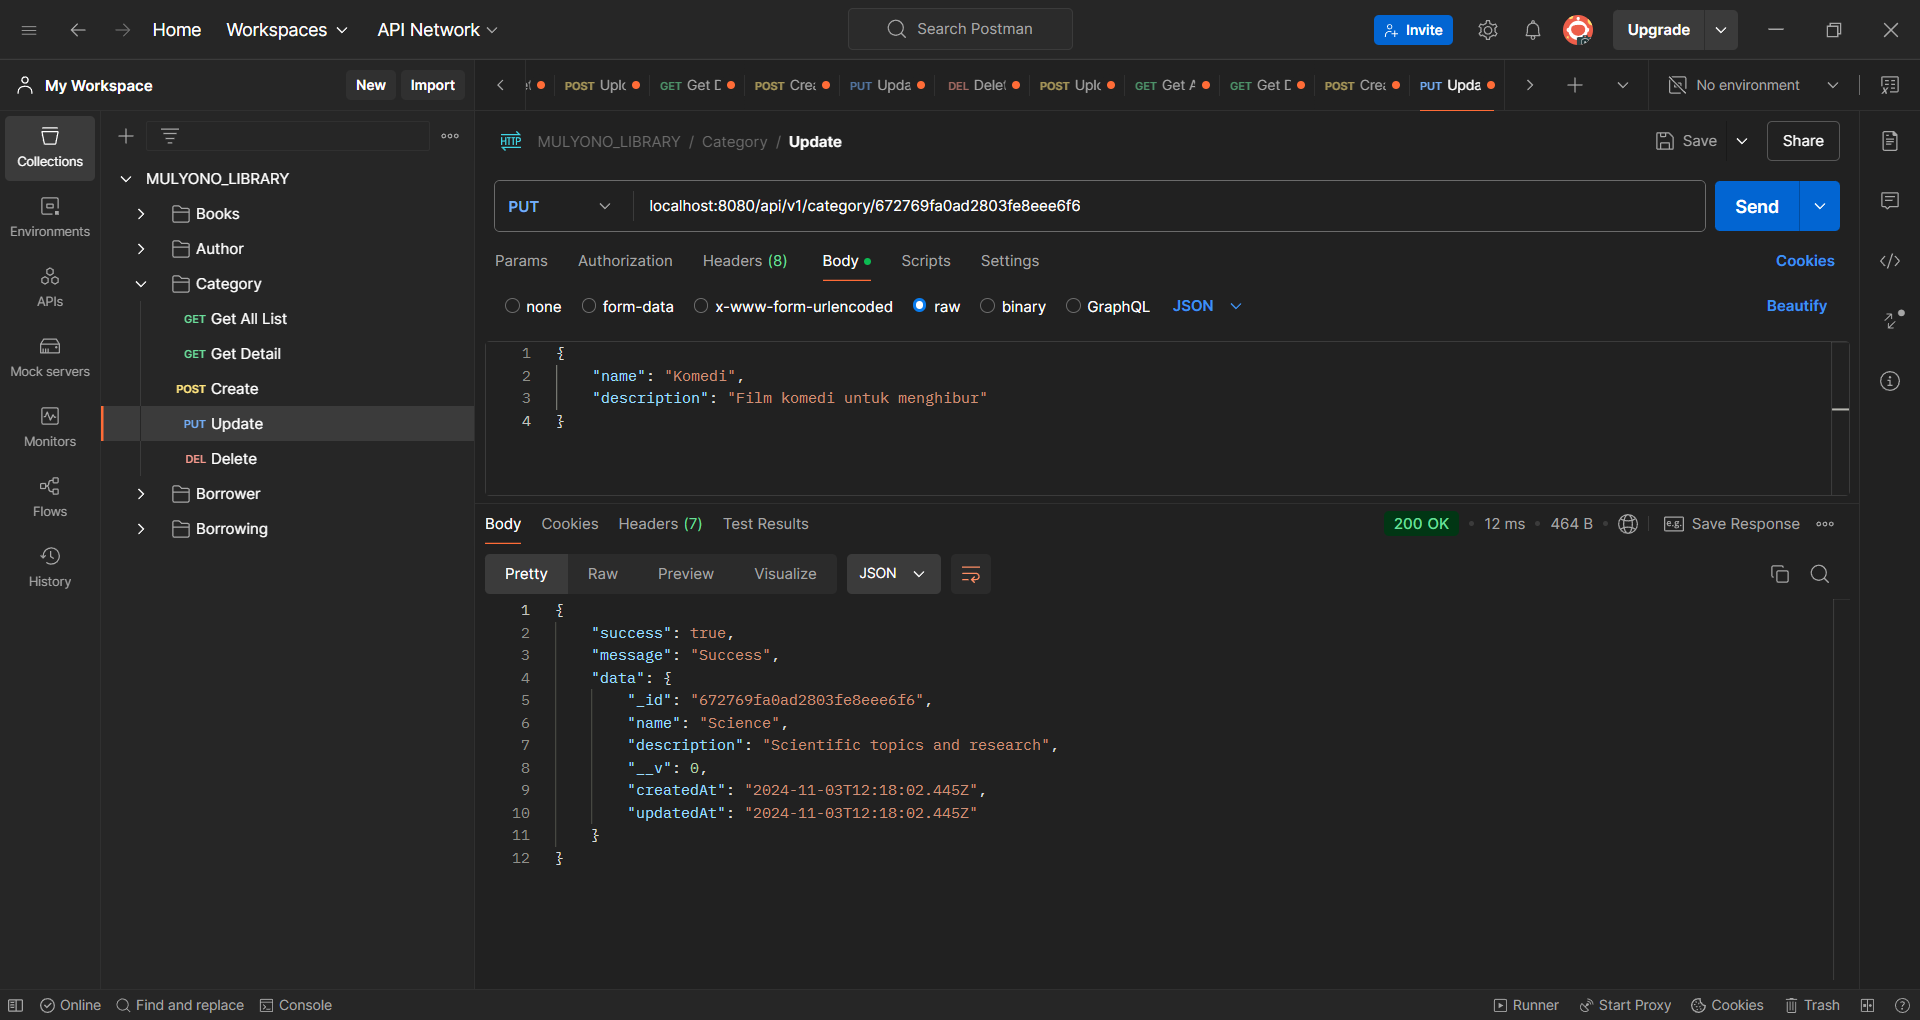 Home Workspaces API Network Search Postman Invite Upgrade
My Workspace New Import POST Get D POST PUT Upda DEL Delet POST GET Get A GET Get D POST PUT Upda No environment
Collections
Environments
APIs
Mock servers
Monitors
Flows
History
MULYONO_LIBRARY
Books
Author
Category
GET Get All List
GET Get Detail
POST Create
PUT Update
DEL Delete
Borrower
Borrowing
HTTP MULYONO_LIBRARY / Category / Update Save Share
PUT localhost:8080/api/v1/category/672769fa0ad2803fe8eee6f6 Send
Params Authorization Headers (8) Body Scripts Settings Cookies
none form-data x-www-form-urlencoded raw binary GraphQL JSON Beautify
1 {
2 "name": "Komedi",
3 "description": "Film komedi untuk menghibur"
4 }
Body Cookies Headers (7) Test Results 200 OK 12 ms 464 B e.g. Save Response
Pretty Raw Preview Visualize JSON
1 {
2 "success": true,
3 "message": "Success",
4 "data": {
5 "_id": "672769fa0ad2803fe8eee6f6",
6 "name": "Science",
7 "description": "Scientific topics and research",
8 "__v": 0,
9 "createdAt": "2024-11-03T12:18:02.445Z",
10 "updatedAt": "2024-11-03T12:18:02.445Z"
11 }
12 }
Online Find and replace Console Runner Start Proxy Cookies Trash